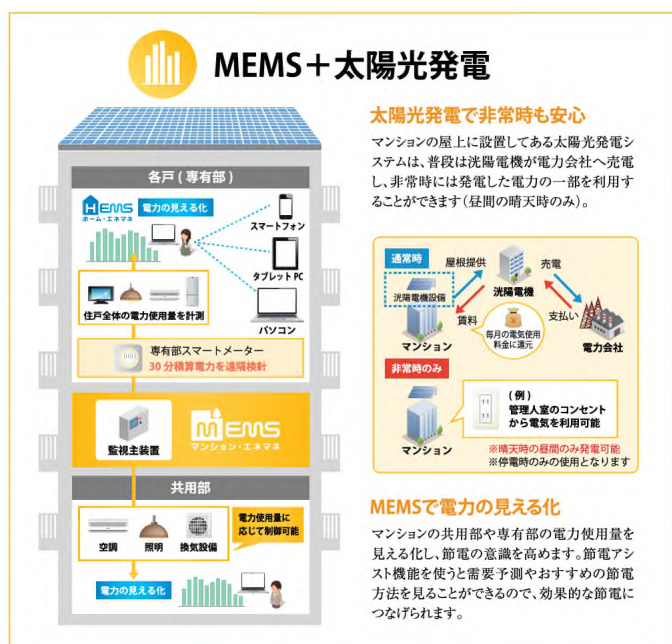 MEMS＋太陽光発電
各戸(専有部)
HEMS
ホーム・エネマネ
電力の見える化
スマートフォン
タブレットPC
パソコン
住戸全体の電力使用量を計測
専有部スマートメーター
30分積算電力を遠隔検針
監視主装置
MEMS
マンション・エネマネ
共用部
空調
照明
換気設備
電力使用量に
応じて制御可能
電力の見える化
太陽光発電で非常時も安心
マンションの屋上に設置してある太陽光発電シ
ステムは、普段は洸陽電機が電力会社へ売電
し、非常時には発電した電力の一部を利用す
ることができます(昼間の晴天時のみ)。
通常時
屋根提供
売電
洸陽電機設備
洸陽電機
賃料
支払い
マンション
毎月の電気使用
料金に還元
電力会社
非常時のみ
(例)
管理人室のコンセント
から電気を利用可能
マンション
※晴天時の昼間のみ発電可能
※停電時のみの使用となります
MEMSで電力の見える化
マンションの共用部や専有部の電力使用量を
見える化し、節電の意識を高めます。節電アシ
スト機能を使うと需要予測やおすすめの節電
方法を見ることができるので、効果的な節電に
つなげられます。